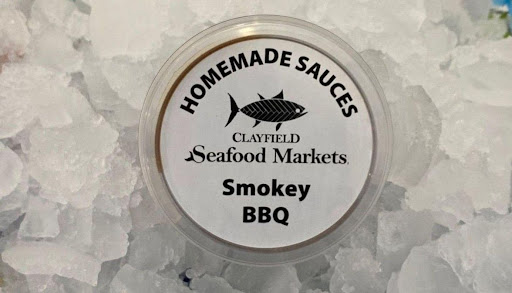 HOMEMADE SAUCES
CLAYFIELD
Seafood Markets
Smokey
BBQ